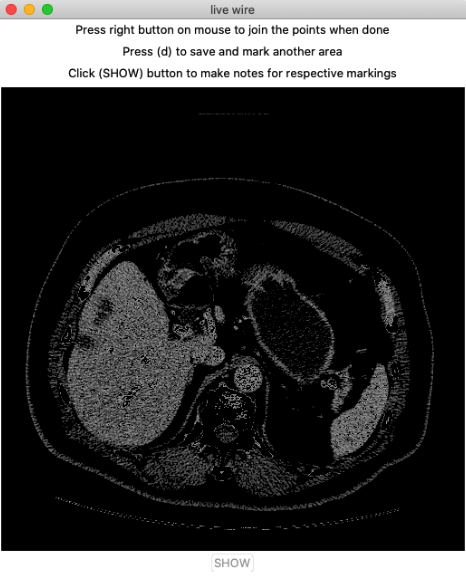 live wire
Press right button on mouse to join the points when done
Press (d) to save and mark another area
Click (SHOW) button to make notes for respective markings
SHOW